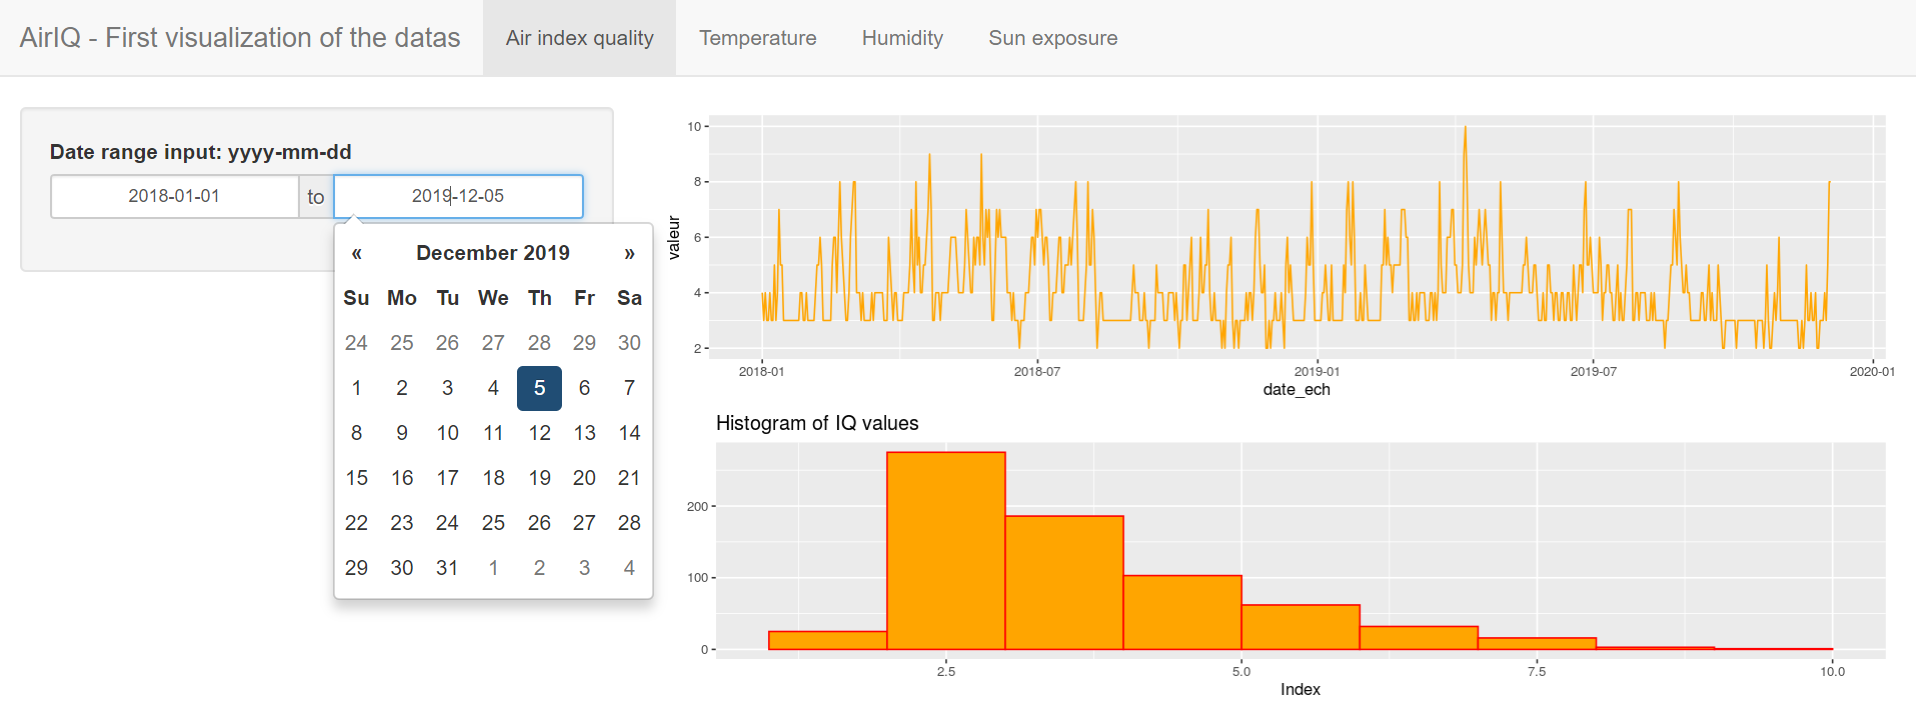 AirIQ - First visualization of the datas Air index quality Temperature Humidity Sun exposure
Date range input: yyyy-mm-dd
2018-01-01 to 2019-12-05
« December 2019 »
Su Mo Tu We Th Fr Sa
24 25 26 27 28 29 30
1 2 3 4 5 6 7
8 9 10 11 12 13 14
15 16 17 18 19 20 21
22 23 24 25 26 27 28
29 30 31 1 2 3 4
valeur
10
8
6
4
2
2018-01 2018-07 2019-01 2019-07 2020-01
date_ech
Histogram of IQ values
200
100
0
2.5 5.0 7.5 10.0
Index